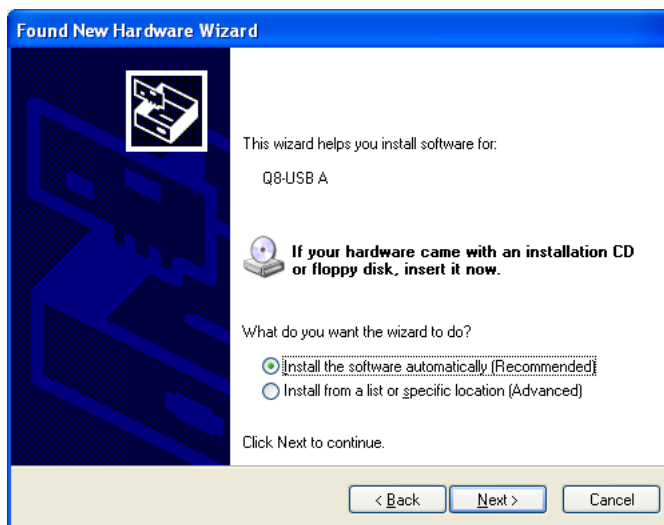 Found New Hardware Wizard
This wizard helps you install software for:
Q8-USB A
If your hardware came with an installation CD
or floppy disk, insert it now.
What do you want the wizard to do?
Install the software automatically (Recommended)
Install from a list or specific location (Advanced)
Click Next to continue.
< Back Next > Cancel